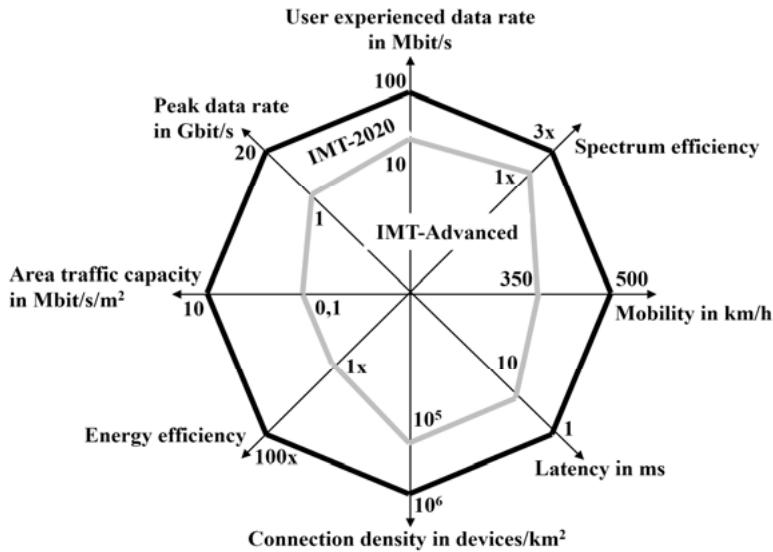 User experienced data rate
in Mbit/s
100
Peak data rate
in Gbit/s
20
IMT-2020
3x
Spectrum efficiency
10
1x
1
IMT-Advanced
Area traffic capacity
in Mbit/s/m²
10
0,1
350
500
Mobility in km/h
1x
10
Energy efficiency
100x
10⁵
1
Latency in ms
10⁶
Connection density in devices/km²